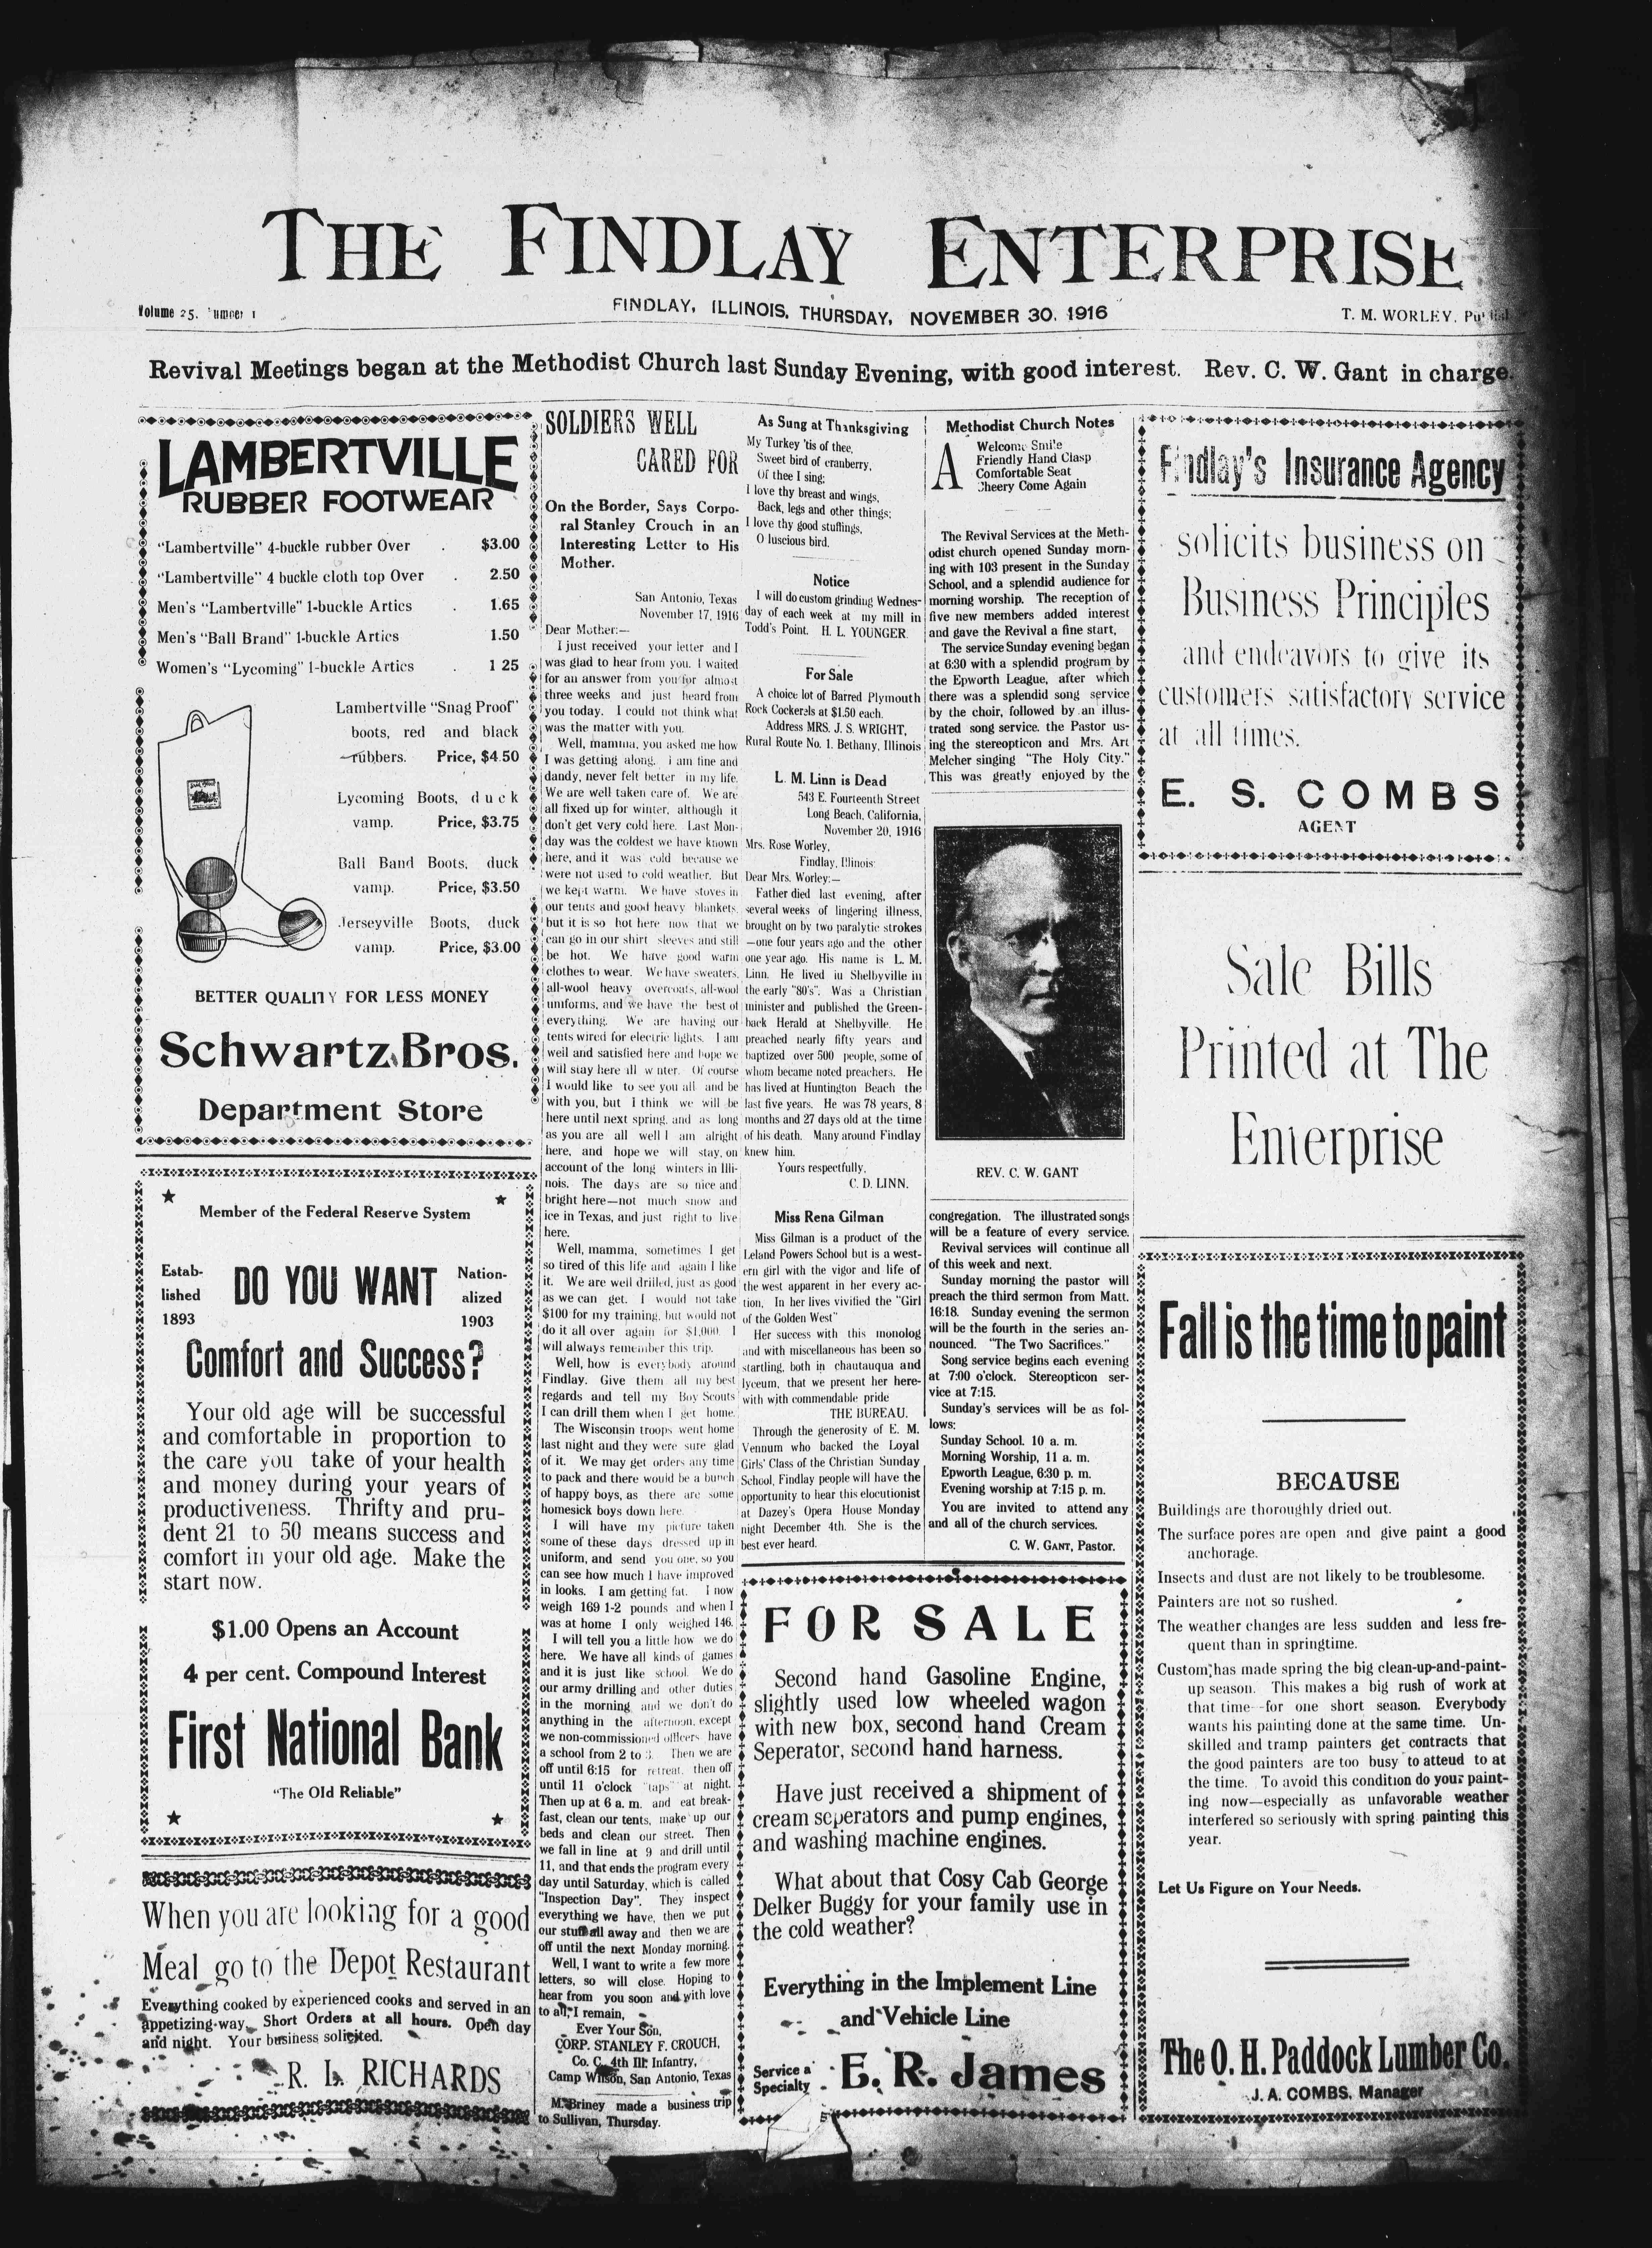 THE FINDLAY ENTERPRISE
Volume 25.
FINDLAY, ILLINOIS, THURSDAY, NOVEMBER 30, 1916
T. M. WORLEY,
Revival Meetings began at the Methodist Church last Sunday Evening, with good interest. Rev. C. W. Gant in charge.
LAMBERTVILLE
RUBBER FOOTWEAR
"Lambertville" 4-buckle rubber Over . $3.00
"Lambertville" 4 buckle cloth top Over . 2.50
Men's "Lambertville" 1-buckle Artics . 1.65
Men's "Ball Brand" 1-buckle Artics 1.50
Women's "Lycoming" 1-buckle Artics . 1 25
Lambertville "Snag Proof"
boots, red and black
rubbers. Price, $4.50
Lycoming Boots, duck
vamp. Price, $3.75
Ball Band Boots, duck
vamp. Price, $3.50
Jerseyville Boots, duck
vamp. Price, $3.00
BETTER QUALITY FOR LESS MONEY
Schwartz Bros.
Department Store
Member of the Federal Reserve System
Estab-
lished
1893
DO YOU WANT
Nation-
alized
1903
Comfort and Success?
Your old age will be successful
and comfortable in proportion to
the care you take of your health
and money during your years of
productiveness. Thrifty and pru-
dent 21 to 50 means success and
comfort in your old age. Make the
start now.
$1.00 Opens an Account
4 per cent. Compound Interest
First National Bank
"The Old Reliable"
When you are looking for a good
Meal go to the Depot Restaurant
Everything cooked by experienced cooks and served in an
appetizing way. Short Orders at all hours. Open day
and night. Your business solicited.
R. L. RICHARDS
SOLDIERS WELL
CARED FOR
On the Border, Says Corpo-
ral Stanley Crouch in an
Interesting Letter to His
Mother.
San Antonio, Texas
November 17, 1916
Dear Mother:—
I just received your letter and I
was glad to hear from you. I waited
for an answer from you for almost
three weeks and just heard from
you today. I could not think what
was the matter with you.
Well, mamma, you asked me how
I was getting along. i am fine and
dandy, never felt better in my life.
We are well taken care of. We are
all fixed up for winter, although it
don't get very cold here. Last Mon-
day was the coldest we have known
here, and it was cold because we
were not used to cold weather. But
we kept warm. We have stoves in
our tents and good heavy blankets,
but it is so hot here now that we
can go in our shirt sleeves and still
be hot. We have good warm
clothes to wear. We have sweaters,
all-wool heavy overcoats, all-wool
uniforms, and we have the best of
everything. We are having our
tents wired for electric lights. I am
well and satisfied here and hope we
will stay here all winter. Of course
I would like to see you all and be
with you, but I think we will be
here until next spring, and as long
as you are all well I am alright
here, and hope we will stay, on
account of the long winters in Illi-
nois. The days are so nice and
bright here—not much snow and
ice in Texas, and just right to live
here.
Well, mamma, sometimes I get
so tired of this life and again I like
it. We are well drilled, just as good
as we can get. I would not take
$100 for my training, but would not
do it all over again for $1,000. I
will always remember this trip.
Well, how is everybody around
Findlay. Give them all my best
regards and tell my Boy Scouts
I can drill them when I get home.
The Wisconsin troops went home
last night and they were sure glad
of it. We may get orders any time
to pack and there would be a bunch
of happy boys, as there are some
homesick boys down here.
I will have my picture taken
some of these days dressed up in
uniform, and send you one, so you
can see how much I have improved
in looks. I am getting fat. I now
weigh 169 1-2 pounds and when I
was at home I only weighed 146.
I will tell you a little how we do
here. We have all kinds of games
and it is just like school. We do
our army drilling and other duties
in the morning and we don't do
anything in the afternoon, except
we non-commissioned officers have
a school from 2 to 3. Then we are
off until 6:15 for retreat, then off
until 11 o'clock "taps" at night.
Then up at 6 a. m. and eat break-
fast, clean our tents, make up our
beds and clean our street. Then
we fall in line at 9 and drill until
11, and that ends the program every
day until Saturday, which is called
"Inspection Day". They inspect
everything we have, then we put
our stuff all away and then we are
off until the next Monday morning.
Well, I want to write a few more
letters, so will close. Hoping to
hear from you soon and with love
to all, I remain,
Ever Your Son,
CORP. STANLEY F. CROUCH,
Co. C, 4th Ill. Infantry,
Camp Wilson, San Antonio, Texas
M. Briney made a business trip
to Sullivan, Thursday.
As Sung at Thanksgiving
My Turkey 'tis of thee,
Sweet bird of cranberry,
Of thee I sing;
I love thy breast and wings,
Back, legs and other things;
I love thy good stuffings,
O luscious bird.
Notice
I will do custom grinding Wednes-
day of each week at my mill in
Todd's Point. H. L. YOUNGER.
For Sale
A choice lot of Barred Plymouth
Rock Cockerels at $1.50 each.
Address MRS. J. S. WRIGHT,
Rural Route No. 1. Bethany, Illinois
L. M. Linn is Dead
543 E. Fourteenth Street
Long Beach, California,
November 20, 1916
Mrs. Rose Worley,
Findlay, Illinois:
Dear Mrs. Worley:—
Father died last evening, after
several weeks of lingering illness,
brought on by two paralytic strokes
—one four years ago and the other
one year ago. His name is L. M.
Linn. He lived in Shelbyville in
the early "80's". Was a Christian
minister and published the Green-
back Herald at Shelbyville. He
preached nearly fifty years and
baptized over 500 people, some of
whom became noted preachers. He
has lived at Huntington Beach the
last five years. He was 78 years, 8
months and 27 days old at the time
of his death. Many around Findlay
knew him.
Yours respectfully,
C. D. LINN.
Miss Rena Gilman
Miss Gilman is a product of the
Leland Powers School but is a west-
ern girl with the vigor and life of
the west apparent in her every ac-
tion. In her lives vivified the "Girl
of the Golden West"
Her success with this monolog
and with miscellaneous has been so
startling, both in chautauqua and
lyceum, that we present her here-
with with commendable pride
THE BUREAU.
Through the generosity of E. M.
Vennum who backed the Loyal
Girls' Class of the Christian Sunday
School, Findlay people will have the
opportunity to hear this elocutionist
at Dazey's Opera House Monday
night December 4th. She is the
best ever heard.
Methodist Church Notes
A
Welcome Smile
Friendly Hand Clasp
Comfortable Seat
Cheery Come Again
The Revival Services at the Meth-
odist church opened Sunday morn-
ing with 103 present in the Sunday
School, and a splendid audience for
morning worship. The reception of
five new members added interest
and gave the Revival a fine start,
The service Sunday evening began
at 6:30 with a splendid program by
the Epworth League, after which
there was a splendid song service
by the choir, followed by an illus-
trated song service. the Pastor us-
ing the stereopticon and Mrs. Art
Melcher singing "The Holy City."
This was greatly enjoyed by the
REV. C. W. GANT
congregation. The illustrated songs
will be a feature of every service.
Revival services will continue all
of this week and next.
Sunday morning the pastor will
preach the third sermon from Matt.
16:18. Sunday evening the sermon
will be the fourth in the series an-
nounced. "The Two Sacrifices."
Song service begins each evening
at 7:00 o'clock. Stereopticon ser-
vice at 7:15.
Sunday's services will be as fol-
lows:
Sunday School. 10 a. m.
Morning Worship, 11 a. m.
Epworth League, 6:30 p. m.
Evening worship at 7:15 p. m.
You are invited to attend any
and all of the church services.
C. W. GANT, Pastor.
FOR SALE
Second hand Gasoline Engine,
slightly used low wheeled wagon
with new box, second hand Cream
Seperator, second hand harness.
Have just received a shipment of
cream seperators and pump engines,
and washing machine engines.
What about that Cosy Cab George
Delker Buggy for your family use in
the cold weather?
Everything in the Implement Line
and Vehicle Line
Service a
Specialty
E. R. James
Findlay's Insurance Agency
solicits business on
Business Principles
and endeavors to give its
customers satisfactory service
at all times.
E. S. COMBS
AGENT
Sale Bills
Printed at The
Enterprise
Fall is the time to paint
BECAUSE
Buildings are thoroughly dried out.
The surface pores are open and give paint a good
anchorage.
Insects and dust are not likely to be troublesome.
Painters are not so rushed.
The weather changes are less sudden and less fre-
quent than in springtime.
Custom has made spring the big clean-up-and-paint-
up season. This makes a big rush of work at
that time--for one short season. Everybody
wants his painting done at the same time. Un-
skilled and tramp painters get contracts that
the good painters are too busy to atteud to at
the time. To avoid this condition do your paint-
ing now—especially as unfavorable weather
interfered so seriously with spring painting this
year.
Let Us Figure on Your Needs.
The O. H. Paddock Lumber Co.
J. A. COMBS, Manager